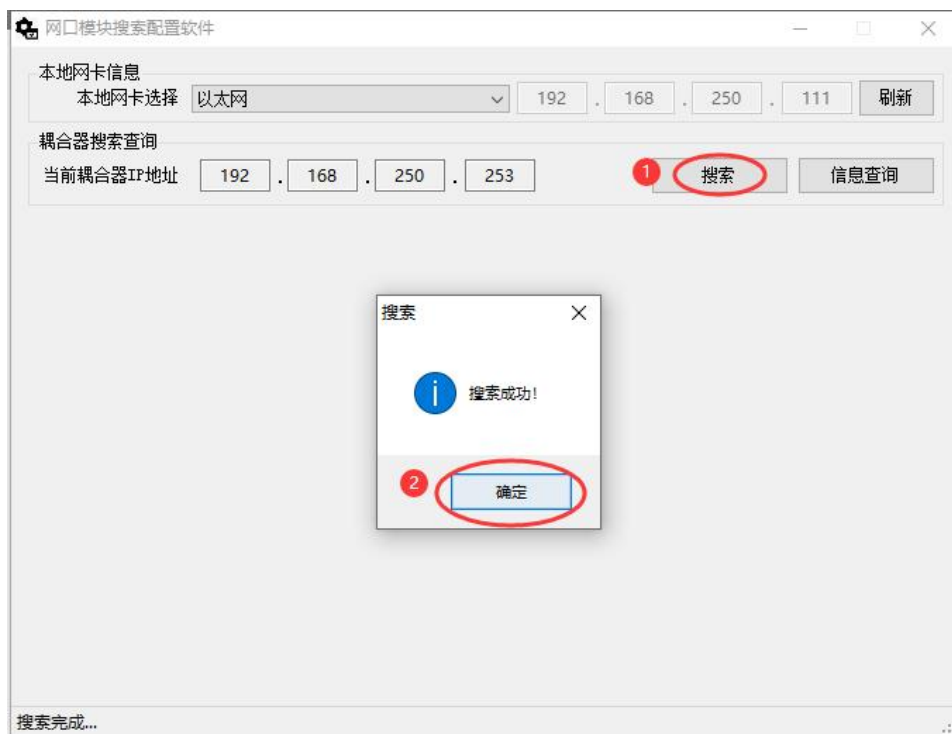 网口模块搜索配置软件
本地网卡信息
本地网卡选择 以太网 192 . 168 . 250 . 111 刷新
耦合器搜索查询
当前耦合器IP地址 192 . 168 . 250 . 253 1 搜索 信息查询
搜索
搜索成功!
2 确定
搜索完成...